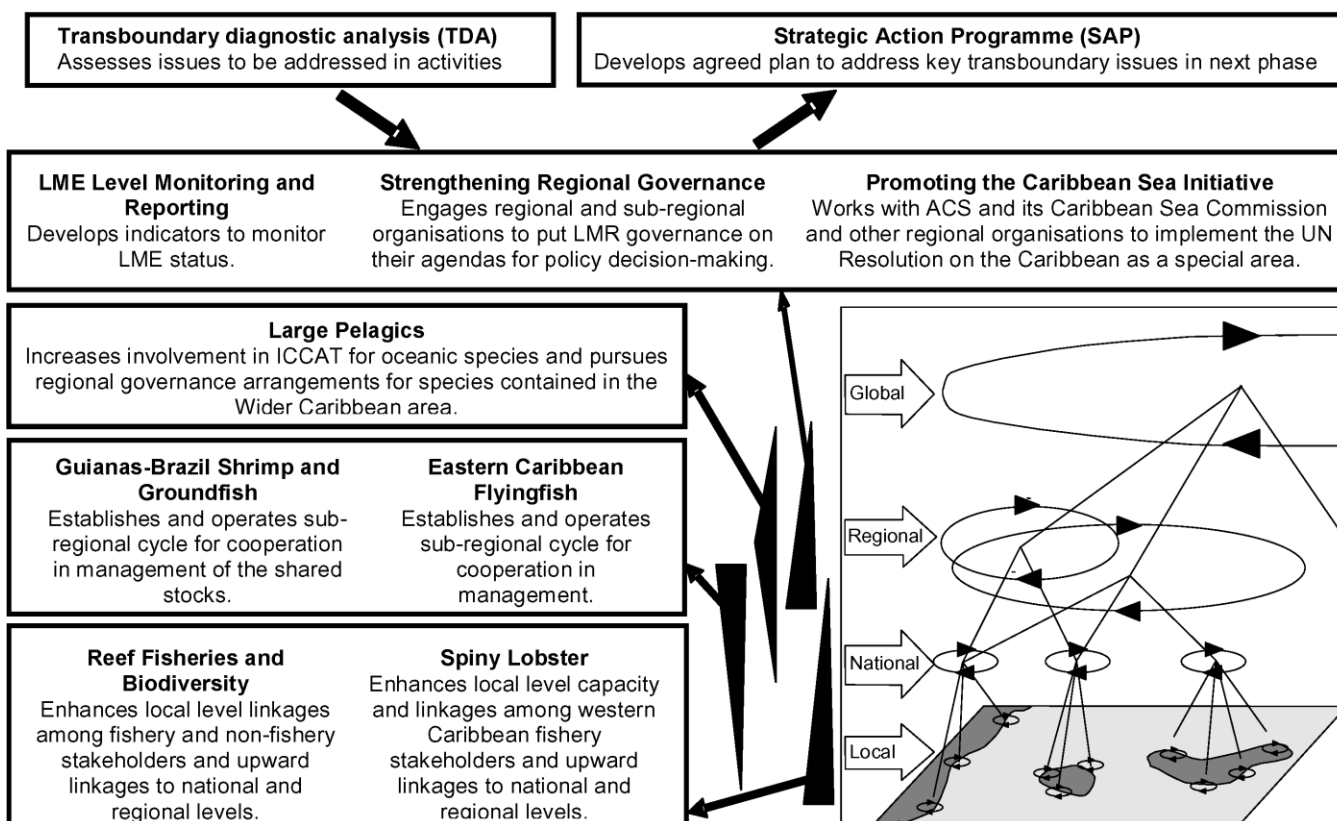 Transboundary diagnostic analysis (TDA)
Assesses issues to be addressed in activities
Strategic Action Programme (SAP)
Develops agreed plan to address key transboundary issues in next phase
LME Level Monitoring and
Reporting
Develops indicators to monitor
LME status.
Strengthening Regional Governance
Engages regional and sub-regional
organisations to put LMR governance on
their agendas for policy decision-making.
Promoting the Caribbean Sea Initiative
Works with ACS and its Caribbean Sea Commission
and other regional organisations to implement the UN
Resolution on the Caribbean as a special area.
Large Pelagics
Increases involvement in ICCAT for oceanic species and pursues
regional governance arrangements for species contained in the
Wider Caribbean area.
Guianas-Brazil Shrimp and
Groundfish
Establishes and operates sub-
regional cycle for cooperation
in management of the shared
stocks.
Eastern Caribbean
Flyingfish
Establishes and operates
sub-regional cycle for
cooperation in
management.
Reef Fisheries and
Biodiversity
Enhances local level linkages
among fishery and non-fishery
stakeholders and upward
linkages to national and
regional levels.
Spiny Lobster
Enhances local level capacity
and linkages among western
Caribbean fishery
stakeholders and upward
linkages to national and
regional levels.
Global
Regional
National
Local